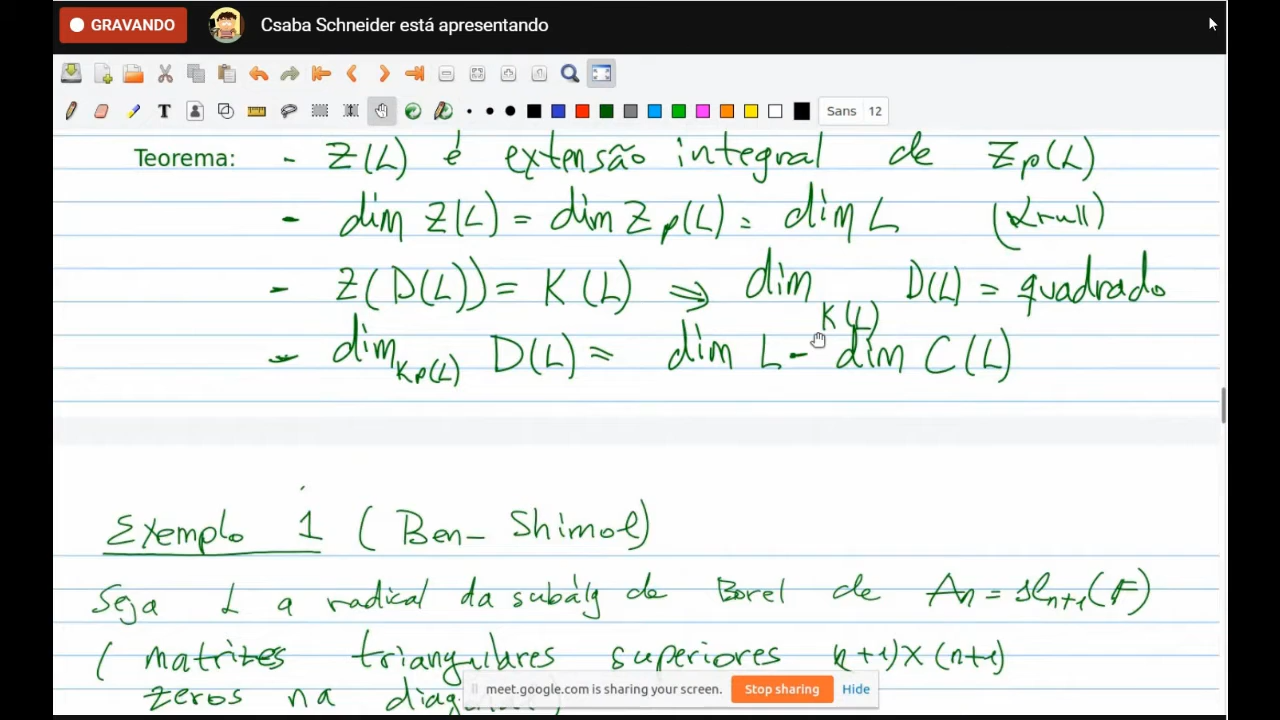 GRAVANDO Csaba Schneider está apresentando
Sans 12
Teorema: - Z(L) é extensão integral de Zp(L)
- dim Z(L) = dim Zp(L) = dim L (Krull)
- Z(D(L)) = K(L) ⇒ dim K(L) D(L) = quadrado
- dim Kp(L) D(L) = dim L - dim C(L)
Exemplo 1 (Ben-Shimol)
Seja L a radical da subálg de Borel de An = sln+1(F)
( matrizes triangulares superiores n+1)×(n+1)
zeros na
meet.google.com is sharing your screen. Stop sharing Hide